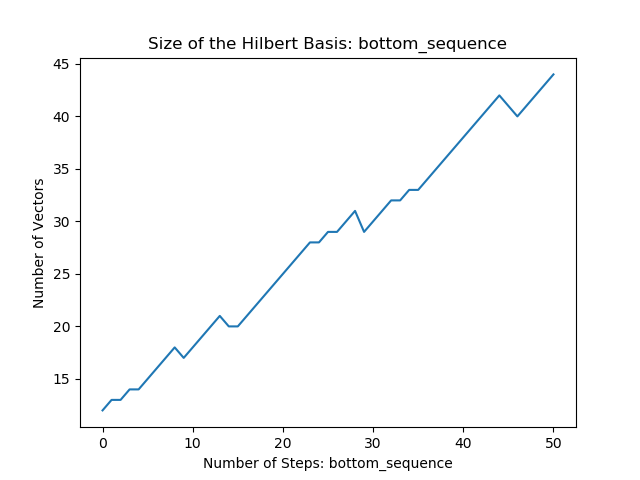 Size of the Hilbert Basis: bottom_sequence
Number of Vectors
45
40
35
30
25
20
15
0 10 20 30 40 50
Number of Steps: bottom_sequence